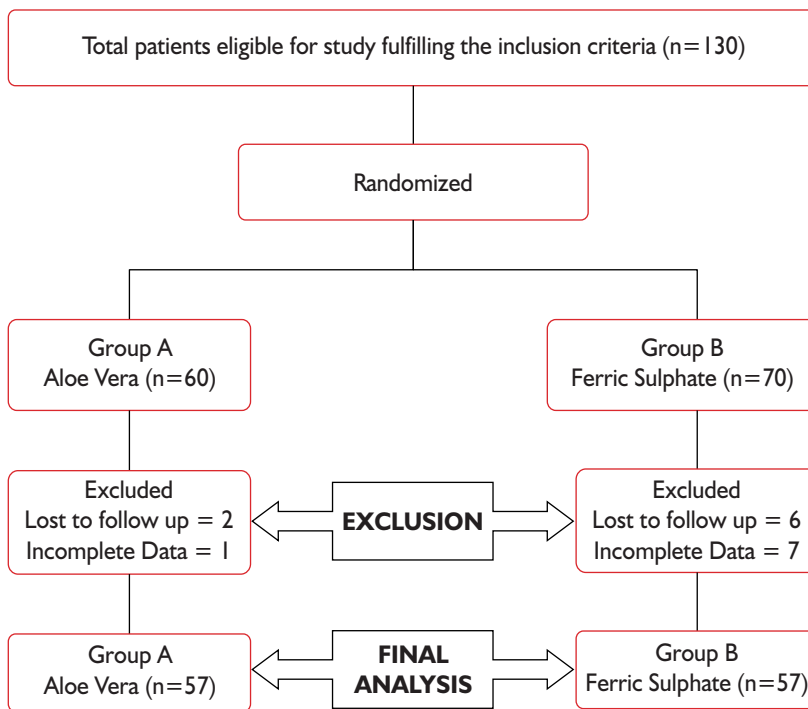 Total patients eligible for study fulfilling the inclusion criteria (n=130)
Randomized
Group A
Aloe Vera (n=60)
Group B
Ferric Sulphate (n=70)
Excluded
Lost to follow up = 2
Incomplete Data = 1
EXCLUSION
Excluded
Lost to follow up = 6
Incomplete Data = 7
Group A
Aloe Vera (n=57)
FINAL
ANALYSIS
Group B
Ferric Sulphate (n=57)